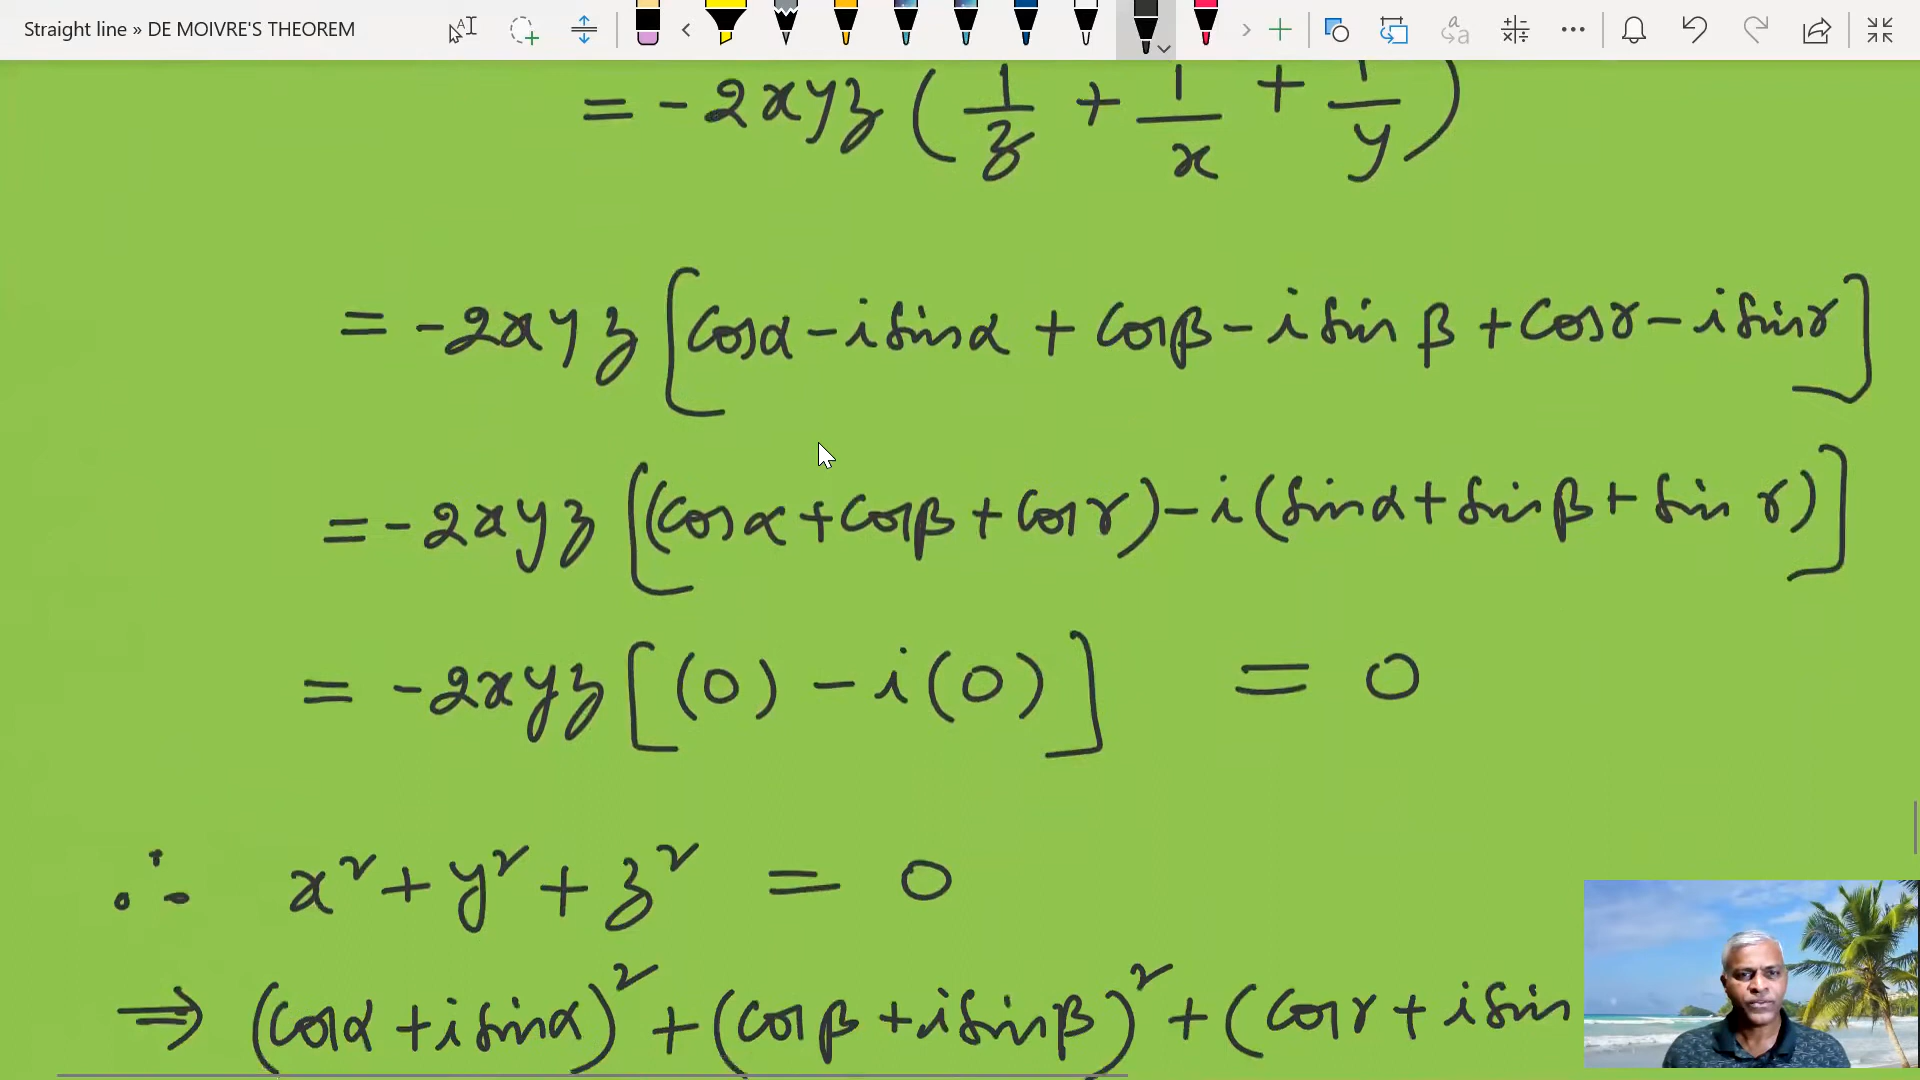 Straight line » DE MOIVRE'S THEOREM
= -2xyz (1/z + 1/x + 1/y)
= -2xyz [cosα - i sinα + cosβ - i sin β + cosγ - i sinγ]
= -2xyz [(cosα + cosβ + cosγ) - i (sinα + sinβ + sin γ)]
= -2xyz [(0) - i (0)] = 0
∴ x² + y² + z² = 0
⇒ (cosα + i sinα)² + (cosβ + i sinβ)² + (cosγ + i sin